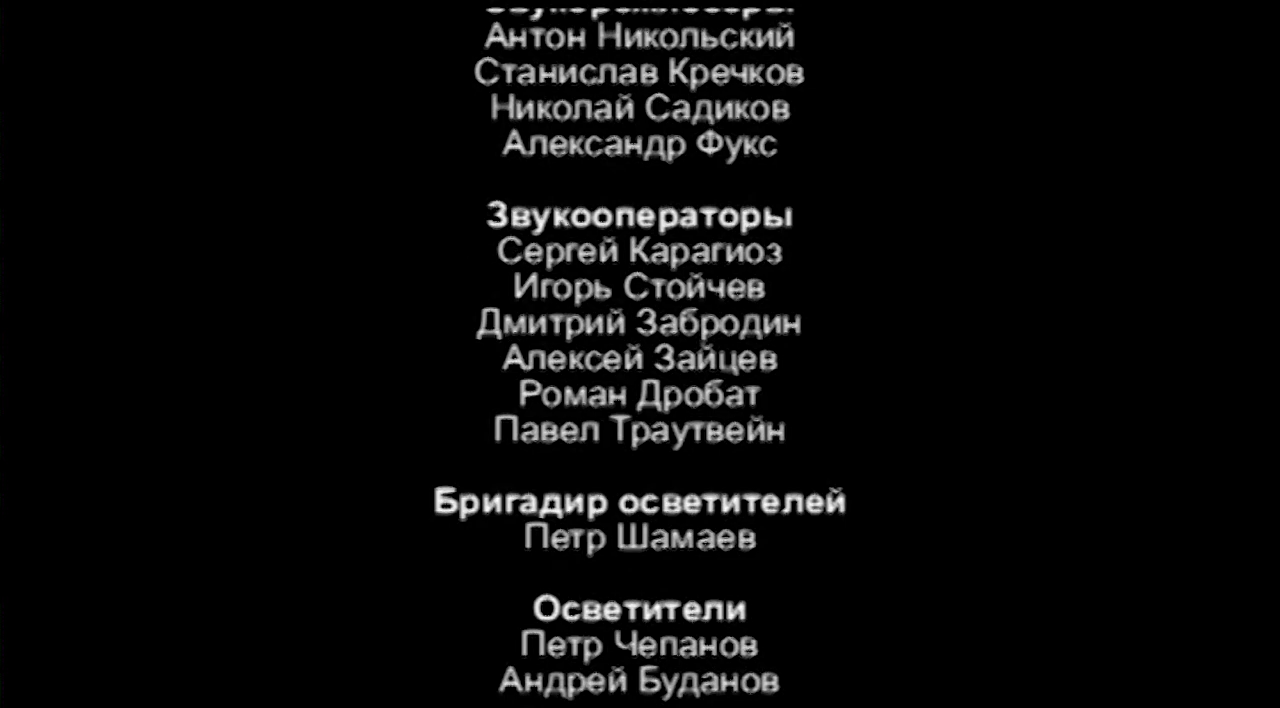 Звукорежиссеры
Антон Никольский
Станислав Кречков
Николай Садиков
Александр Фукс
Звукооператоры
Сергей Карагиоз
Игорь Стойчев
Дмитрий Забродин
Алексей Зайцев
Роман Дробат
Павел Траутвейн
Бригадир осветителей
Петр Шамаев
Осветители
Петр Чепанов
Андрей Буданов